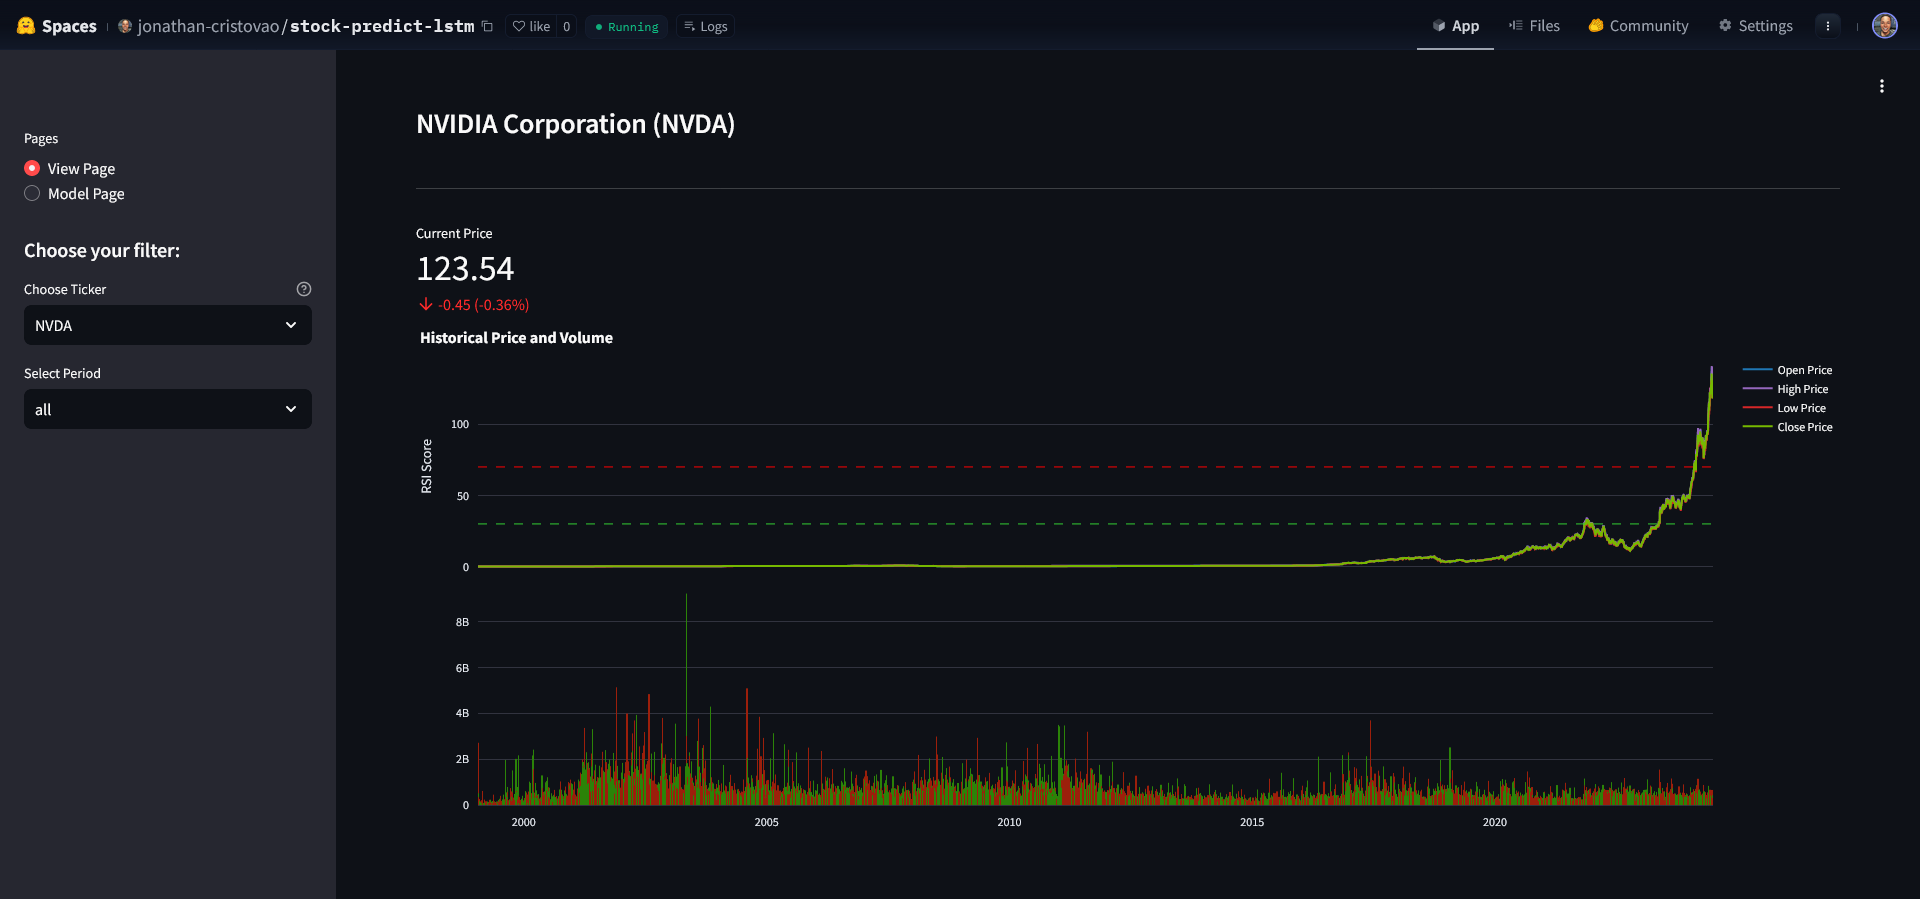 Spaces jonathan-cristovao/stock-predict-lstm like 0 Running Logs App Files Community Settings
Pages
View Page
Model Page
Choose your filter:
Choose Ticker
NVDA
Select Period
all
NVIDIA Corporation (NVDA)
Current Price
123.54
-0.45 (-0.36%)
Historical Price and Volume
Open Price
High Price
Low Price
Close Price
RSI Score
100
50
0
8B
6B
4B
2B
0
2000 2005 2010 2015 2020